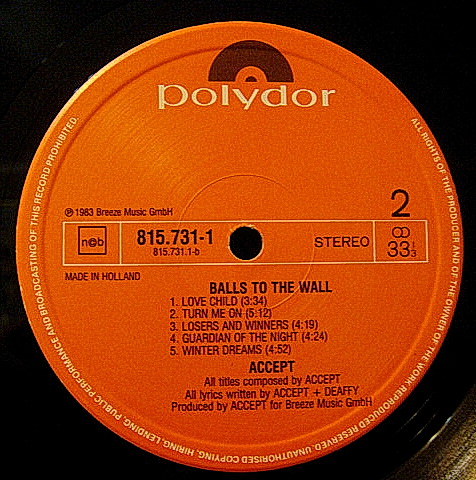 polydor
℗ 1983 Breeze Music GmbH
2
ncb
815.731-1
815.731.1-b
STEREO
33 1/3
MADE IN HOLLAND
BALLS TO THE WALL
1. LOVE CHILD (3:34)
2. TURN ME ON (5:12)
3. LOSERS AND WINNERS (4:19)
4. GUARDIAN OF THE NIGHT (4:24)
5. WINTER DREAMS (4:52)
ACCEPT
All titles composed by ACCEPT
All lyrics written by ACCEPT + DEAFFY
Produced by ACCEPT for Breeze Music GmbH
ALL RIGHTS OF THE PRODUCER AND OF THE OWNER OF THE WORK REPRODUCED RESERVED. UNAUTHORISED COPYING, HIRING, LENDING, PUBLIC PERFORMANCE AND BROADCASTING OF THIS RECORD PROHIBITED.